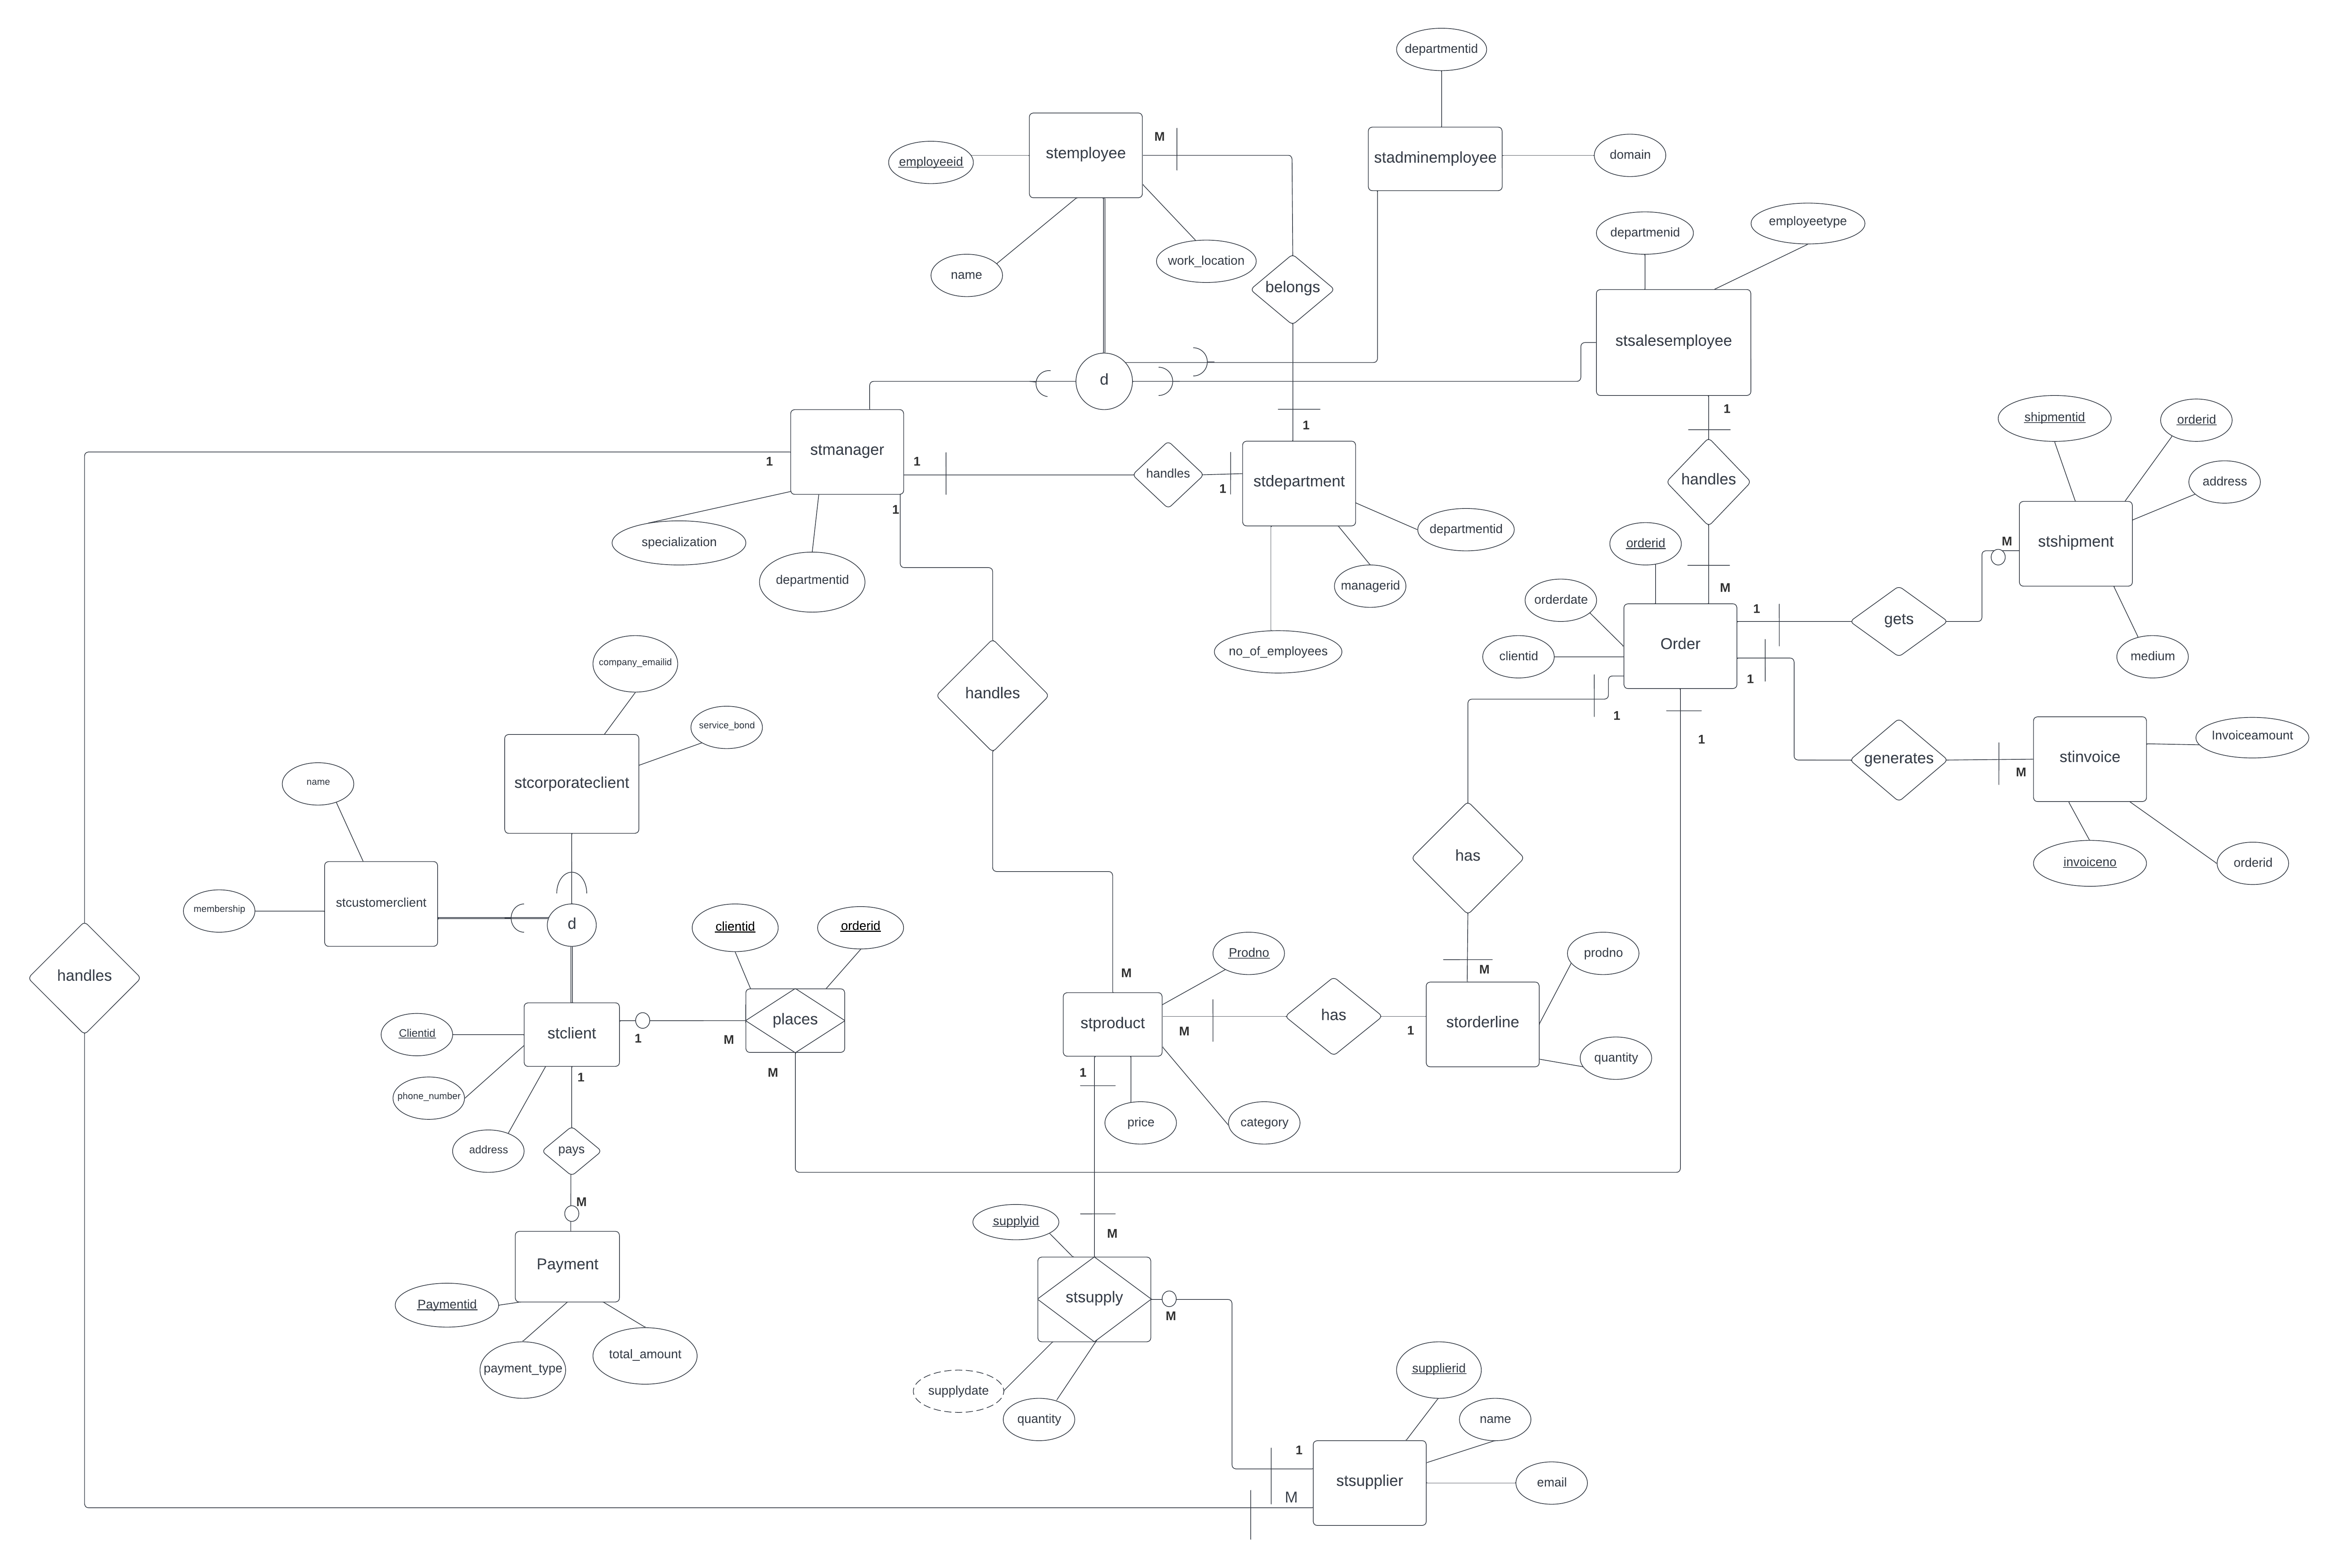 departmentid
stemployee
M
employeeid
stadminemployee
domain
name
work_location
belongs
departmenid
employeetype
stsalesemployee
d
1
1
stmanager
1
1
handles
1
stdepartment
handles
shipmentid
orderid
address
1
specialization
departmentid
departmentid
managerid
no_of_employees
orderid
orderdate
clientid
M
Order
1
1
1
1
gets
M
stshipment
medium
company_emailid
service_bond
stcorporateclient
handles
generates
M
stinvoice
Invoiceamount
invoiceno
orderid
name
membership
stcustomerclient
d
has
handles
clientid
orderid
places
M
M
1
stclient
Clientid
phone_number
address
1
pays
M
Payment
Paymentid
payment_type
total_amount
M
stproduct
Prodno
M
has
1
M
storderline
prodno
quantity
1
price
category
supplyid
M
stsupply
M
supplydate
quantity
supplierid
name
1
stsupplier
email
M